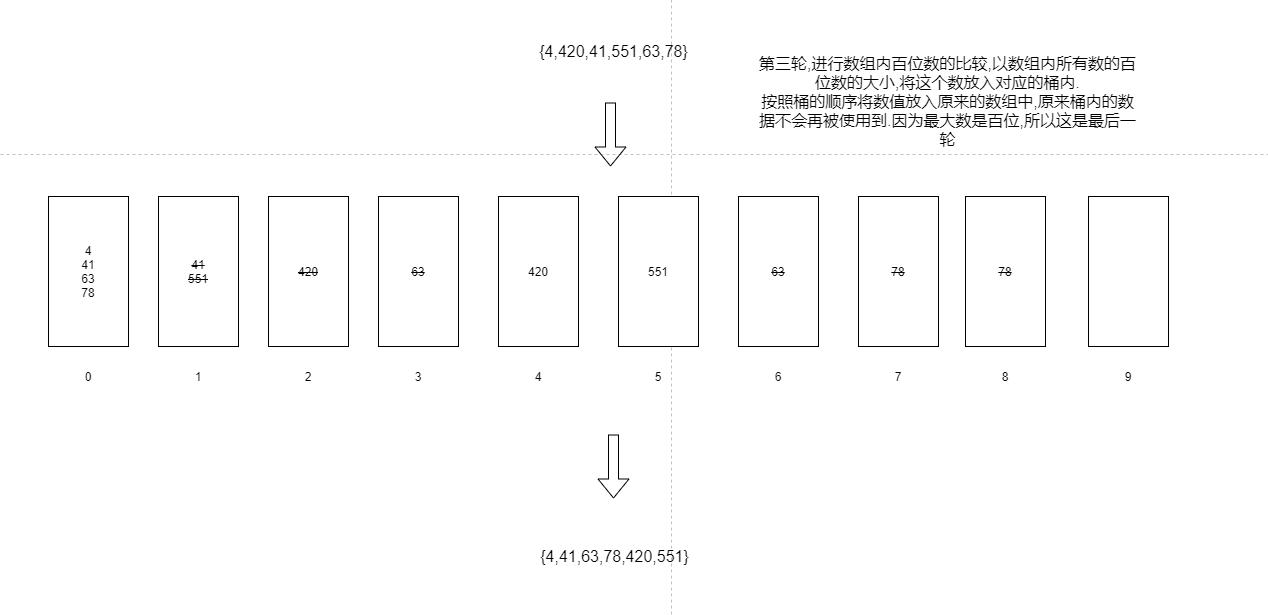 {4,420,41,551,63,78}
第三轮,进行数组内百位数的比较,以数组内所有数的百
位数的大小,将这个数放入对应的桶内.
按照桶的顺序将数值放入原来的数组中,原来桶内的数
据不会再被使用到.因为最大数是百位,所以这是最后一
轮
4
41
63
78
41
551
420
63
420
551
63
78
78
0 1 2 3 4 5 6 7 8 9
{4,41,63,78,420,551}